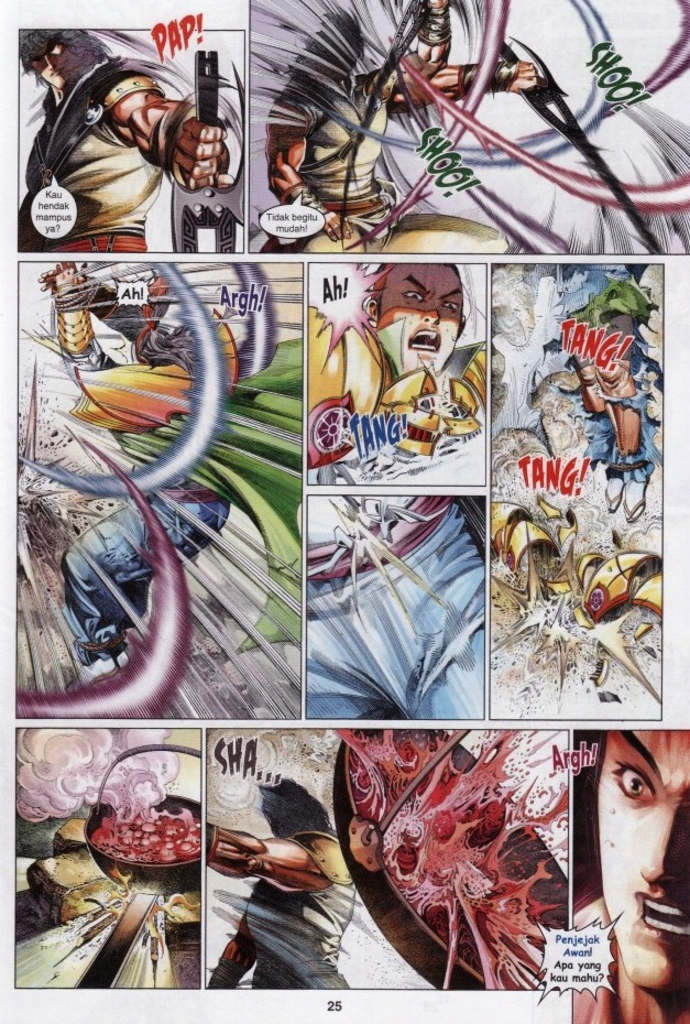 PAP!
Kau
hendak
mampus
ya?
SHOO!
SHOO!
Tidak begitu
mudah!
Ah!
Argh!
Ah!
TANG!
TANG!
TANG!
SHA...
Argh!
Penjejak
Awan!
Apa yang
kau mahu?
25